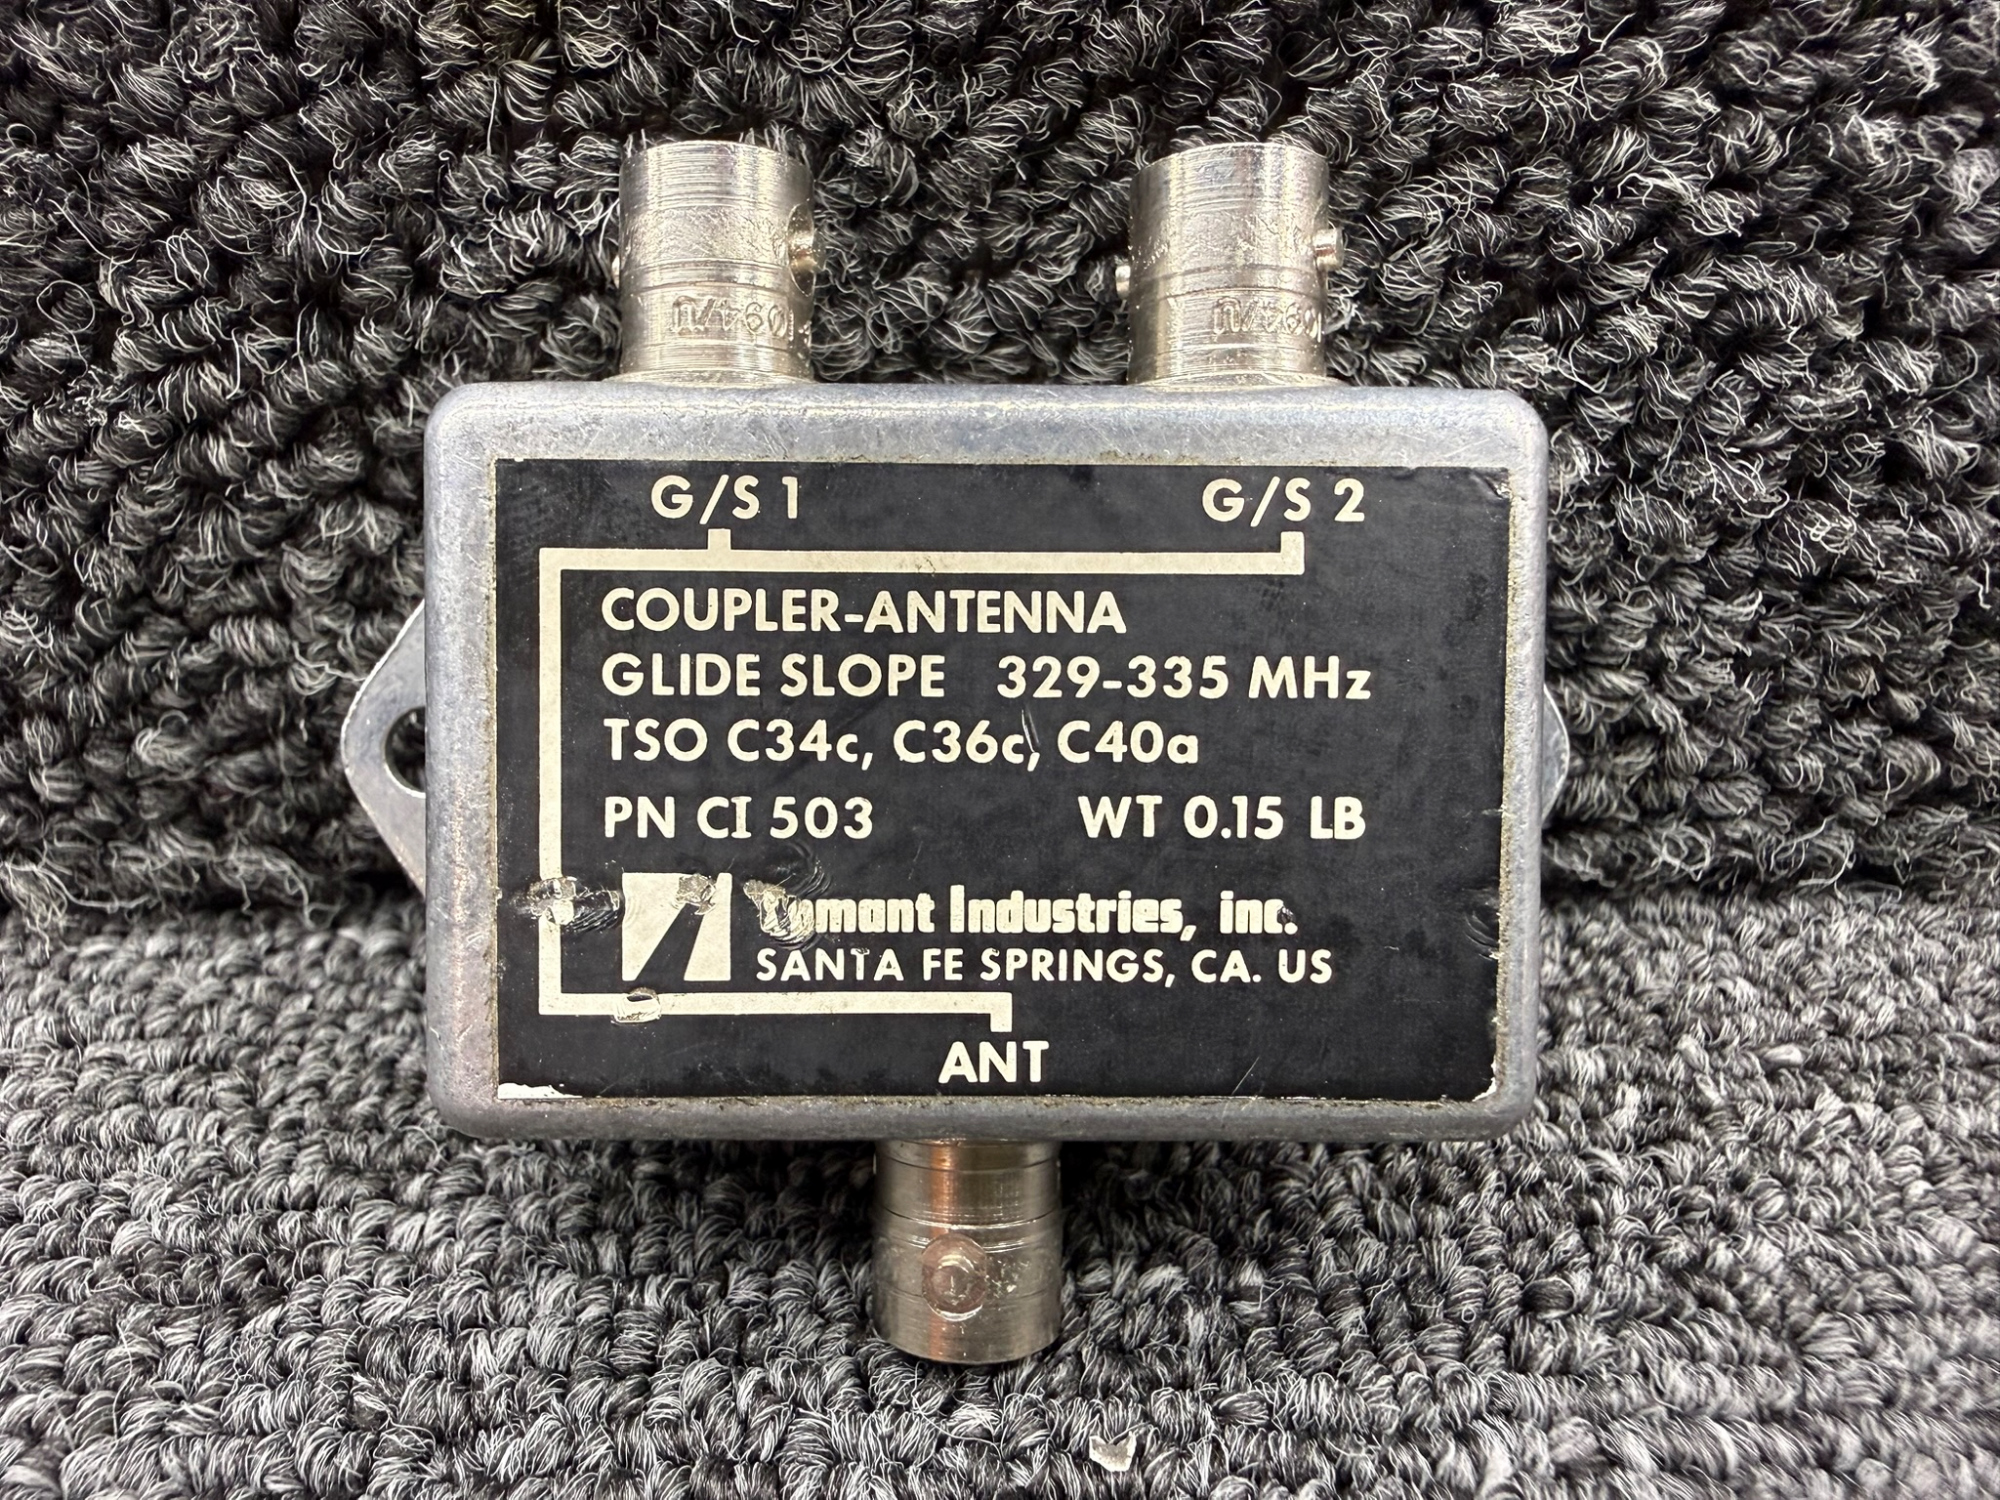 G/S 1 G/S 2
COUPLER-ANTENNA
GLIDE SLOPE 329-335 MHz
TSO C34c, C36c, C40a
PN CI 503 WT 0.15 LB
Comant Industries, inc.
SANTA FE SPRINGS, CA. US
ANT